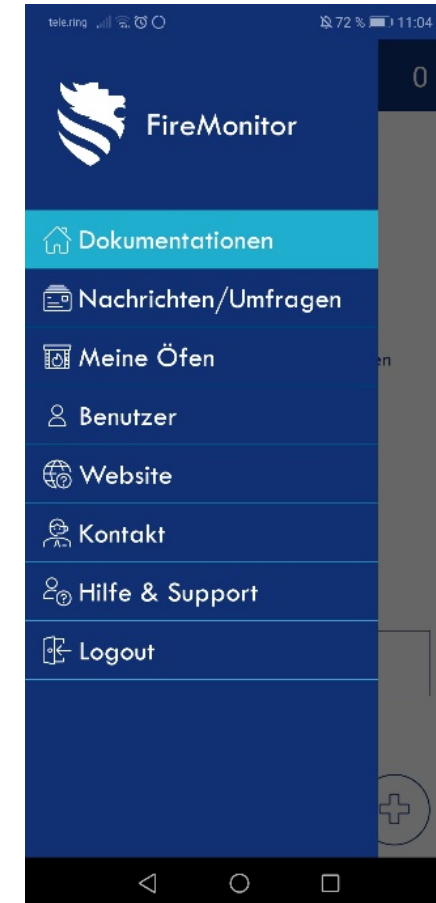 tele.ring 72 % 11:04
0
FireMonitor
Dokumentationen
Nachrichten/Umfragen
Meine Öfen
en
Benutzer
Website
Kontakt
Hilfe & Support
Logout